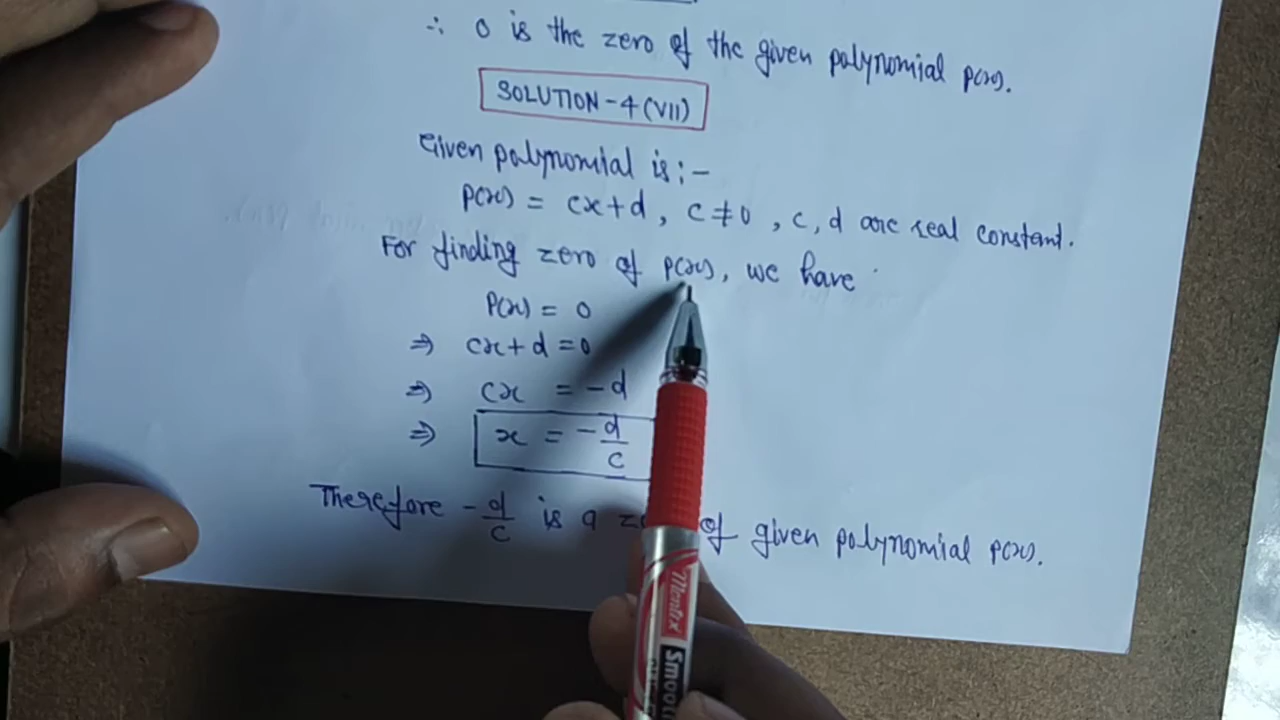 ∴ 0 is the zero of the given polynomial p(x).
SOLUTION-4(VII)
Given polynomial is:-
p(x) = cx+d, c≠0, c, d are real constant.
For finding zero of p(x), we have
P(x) = 0
⇒ cx+d=0
⇒ cx = -d
⇒ x = -d/c
Therefore -d/c is a of given polynomial p(x).
Montex